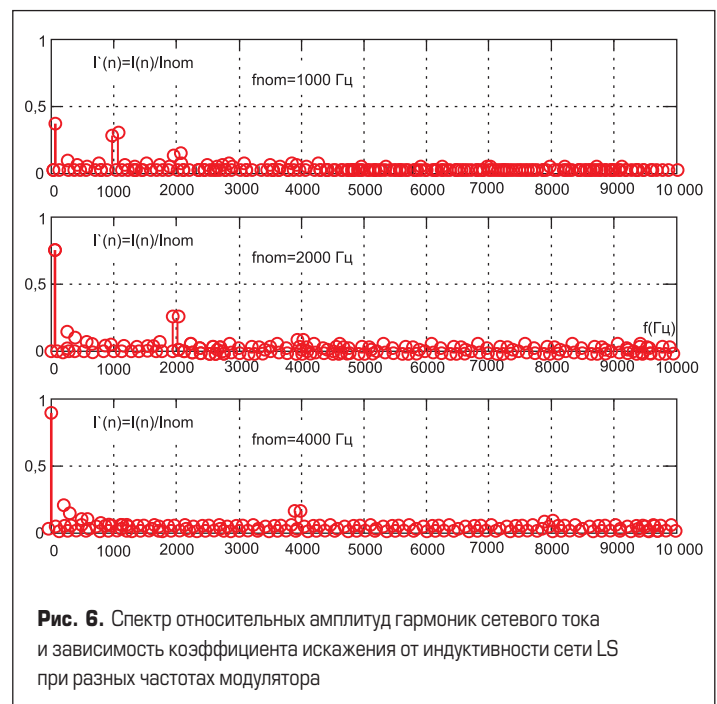 1
I`(n)=I(n)/Inom
fnom=1000 Гц
0,5
0
0 1000 2000 3000 4000 5000 6000 7000 8000 9000 10 000
1
I`(n)=I(n)/Inom
fnom=2000 Гц
0,5
f(Гц)
0
0 1000 2000 3000 4000 5000 6000 7000 8000 9000 10 000
1
I`(n)=I(n)/Inom
fnom=4000 Гц
0,5
0
0 1000 2000 3000 4000 5000 6000 7000 8000 9000 10 000
Рис. 6. Спектр относительных амплитуд гармоник сетевого тока
и зависимость коэффициента искажения от индуктивности сети LS
при разных частотах модулятора